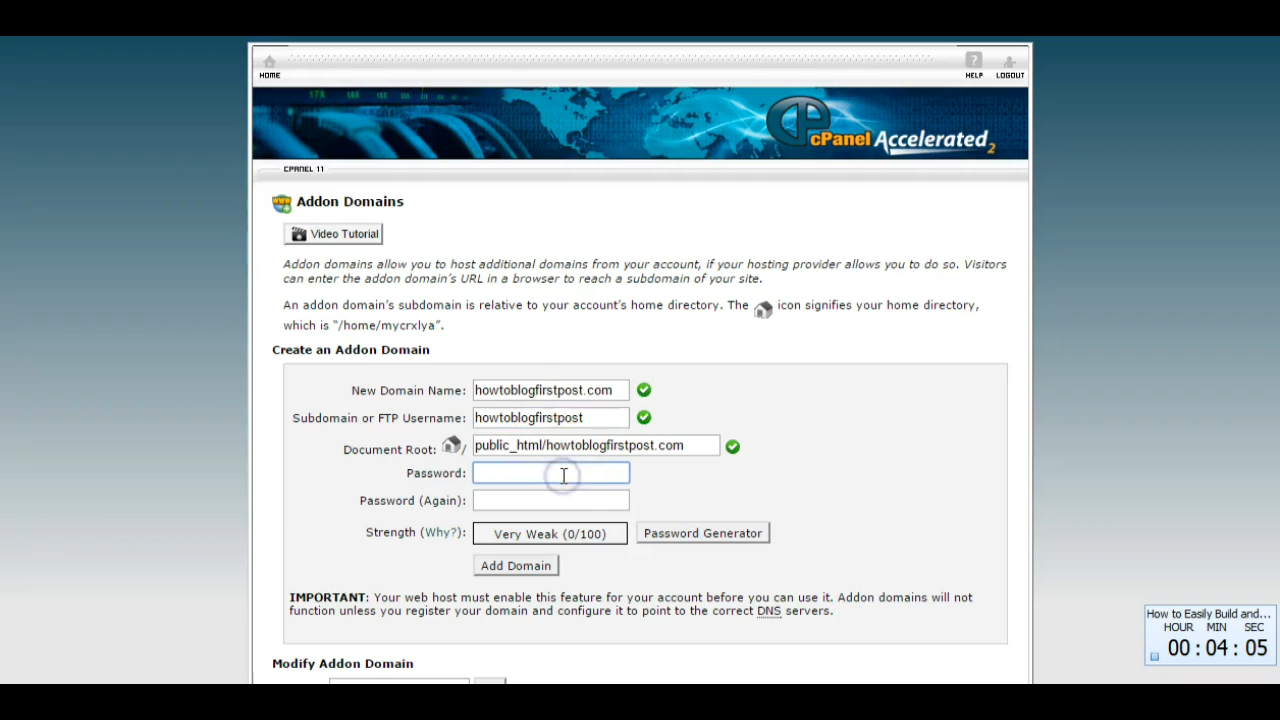 HOME
HELP LOGOUT
cPanel Accelerated2
CPANEL 11
Addon Domains
Video Tutorial
Addon domains allow you to host additional domains from your account, if your hosting provider allows you to do so. Visitors
can enter the addon domain's URL in a browser to reach a subdomain of your site.
An addon domain's subdomain is relative to your account's home directory. The icon signifies your home directory,
which is "/home/mycrxlya".
Create an Addon Domain
New Domain Name: howtoblogfirstpost.com
Subdomain or FTP Username: howtoblogfirstpost
Document Root: / public_html/howtoblogfirstpost.com
Password:
Password (Again):
Strength (Why?): Very Weak (0/100) Password Generator
Add Domain
IMPORTANT: Your web host must enable this feature for your account before you can use it. Addon domains will not
function unless you register your domain and configure it to point to the correct DNS servers.
How to Easily Build and...
HOUR MIN SEC
00:04:05
Modify Addon Domain